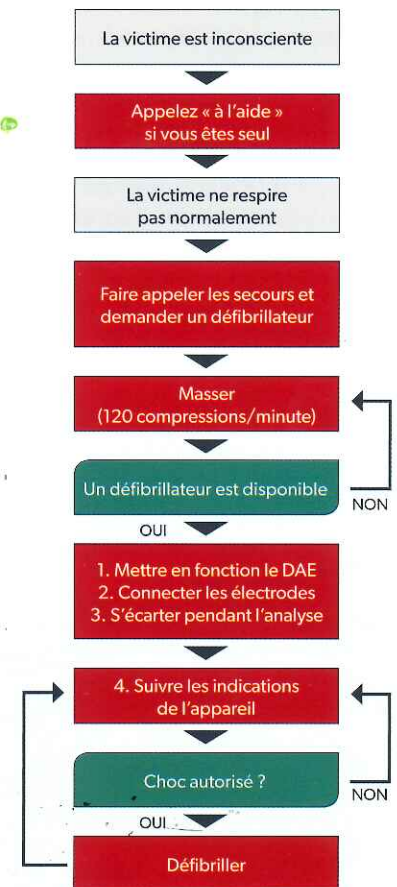 La victime est inconsciente
Appelez « à l'aide »
si vous êtes seul
La victime ne respire
pas normalement
Faire appeler les secours et
demander un défibrillateur
Masser
(120 compressions/minute)
Un défibrillateur est disponible
NON
OUI
1. Mettre en fonction le DAE
2. Connecter les électrodes
3. S'écarter pendant l'analyse
4. Suivre les indications
de l'appareil
Choc autorisé ?
NON
OUI
Défibriller